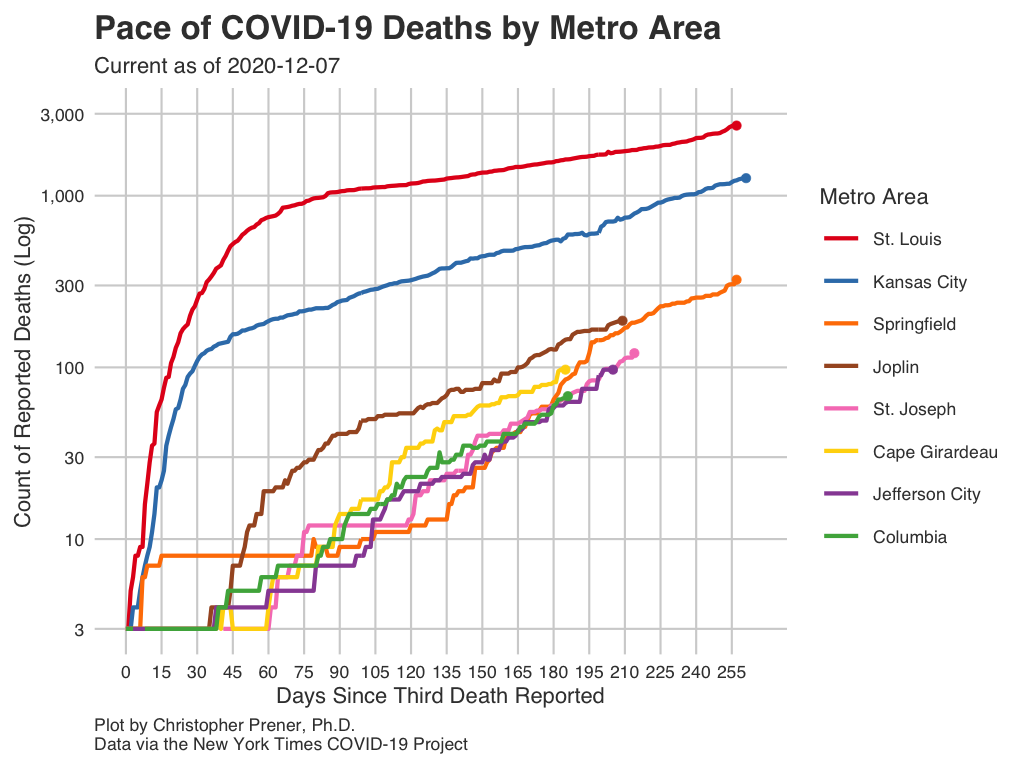 Pace of COVID-19 Deaths by Metro Area
Current as of 2020-12-07
Count of Reported Deaths (Log)
3,000
1,000
300
100
30
10
3
0 15 30 45 60 75 90 105 120 135 150 165 180 195 210 225 240 255
Days Since Third Death Reported
Metro Area
St. Louis
Kansas City
Springfield
Joplin
St. Joseph
Cape Girardeau
Jefferson City
Columbia
Plot by Christopher Prener, Ph.D.
Data via the New York Times COVID-19 Project